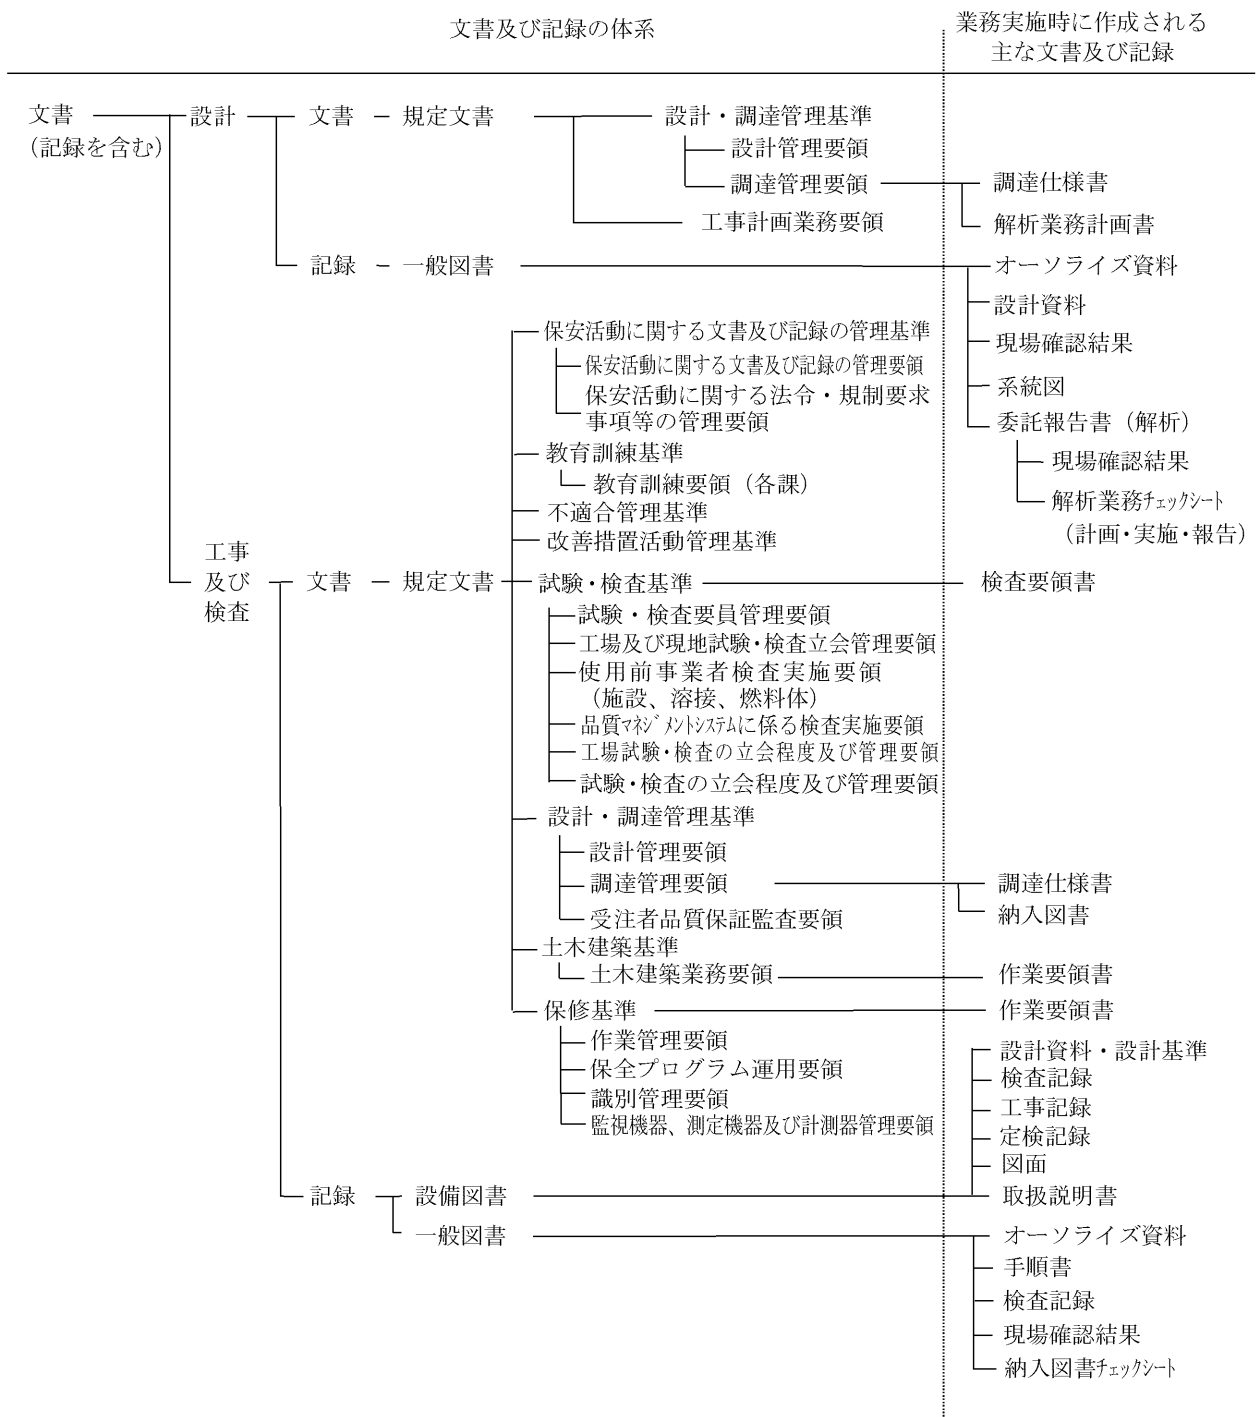 文書及び記録の体系
業務実施時に作成される
主な文書及び記録
文書
(記録を含む)
設計
文書
規定文書
設計・調達管理基準
設計管理要領
調達管理要領
調達仕様書
工事計画業務要領
解析業務計画書
記録
一般図書
オーソライズ資料
設計資料
現場確認結果
系統図
委託報告書（解析）
現場確認結果
解析業務ﾁｪｯｸｼｰﾄ
（計画･実施･報告）
工事
及び
検査
文書
規定文書
保安活動に関する文書及び記録の管理基準
保安活動に関する文書及び記録の管理要領
保安活動に関する法令・規制要求
事項等の管理要領
教育訓練基準
教育訓練要領（各課）
不適合管理基準
改善措置活動管理基準
試験･検査基準
検査要領書
試験・検査要員管理要領
工場及び現地試験･検査立会管理要領
使用前事業者検査実施要領
（施設、溶接、燃料体）
品質ﾏﾈｼﾞﾒﾝﾄｼｽﾃﾑに係る検査実施要領
工場試験･検査の立会程度及び管理要領
試験･検査の立会程度及び管理要領
設計・調達管理基準
設計管理要領
調達管理要領
調達仕様書
納入図書
受注者品質保証監査要領
土木建築基準
土木建築業務要領
作業要領書
保修基準
作業要領書
作業管理要領
保全プログラム運用要領
識別管理要領
監視機器、測定機器及び計測器管理要領
記録
設備図書
設計資料・設計基準
検査記録
工事記録
定検記録
図面
取扱説明書
一般図書
オーソライズ資料
手順書
検査記録
現場確認結果
納入図書ﾁｪｯｸｼｰﾄ